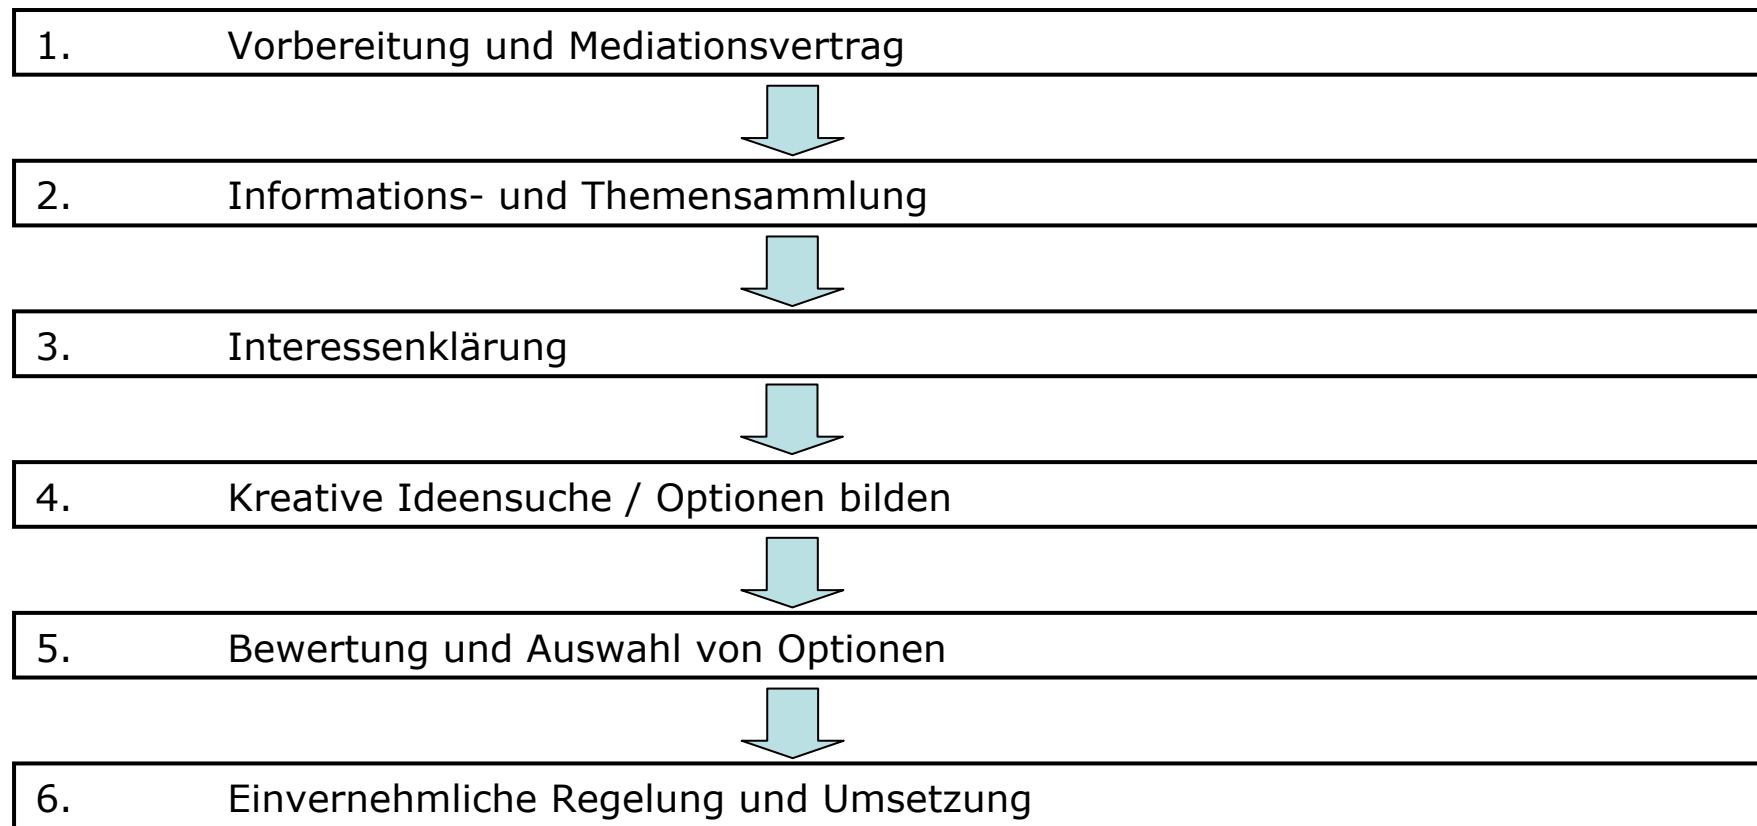 1. Vorbereitung und Mediationsvertrag
2. Informations- und Themensammlung
3. Interessenklärung
4. Kreative Ideensuche / Optionen bilden
5. Bewertung und Auswahl von Optionen
6. Einvernehmliche Regelung und Umsetzung